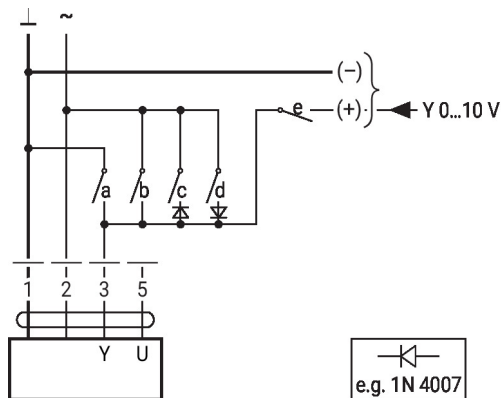 ⊥ ~
(–)
e (+) Y 0...10 V
a b c d
1 2 3 5
Y U
e.g. 1N 4007